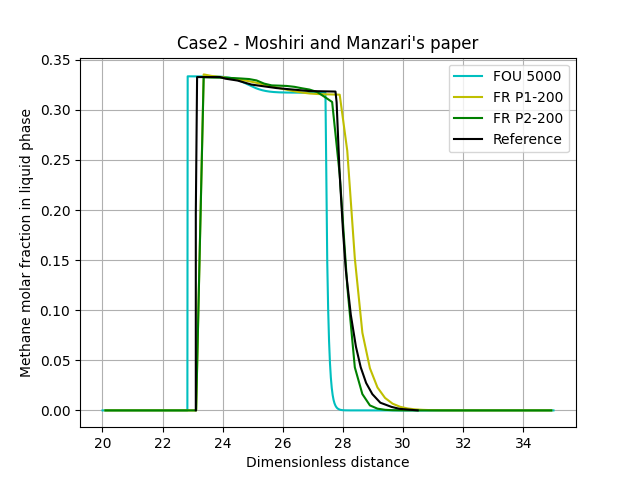 Case2 - Moshiri and Manzari's paper
Methane molar fraction in liquid phase
0.35
0.30
0.25
0.20
0.15
0.10
0.05
0.00
FOU 5000
FR P1-200
FR P2-200
Reference
20 22 24 26 28 30 32 34
Dimensionless distance